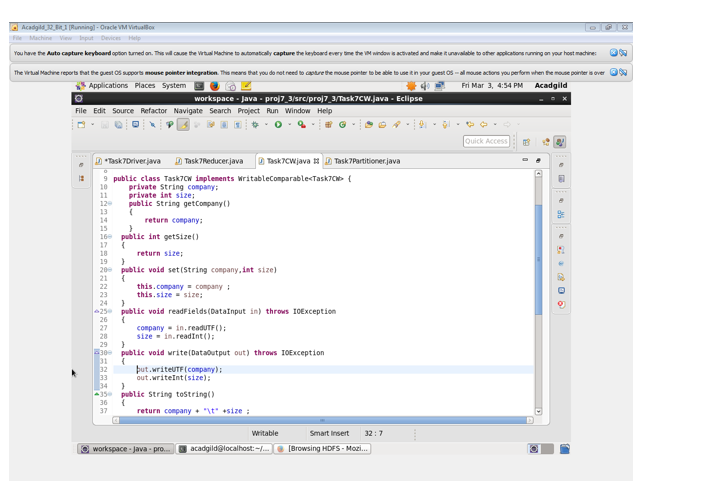 Acadgild_32_Bit_1 [Running] - Oracle VM VirtualBox
File Machine View Input Devices Help
You have the Auto capture keyboard option turned on. This will cause the Virtual Machine to automatically capture the keyboard every time the VM window is activated and make it unavailable to other applications running on your host machine:
The Virtual Machine reports that the guest OS supports mouse pointer integration. This means that you do not need to capture the mouse pointer to be able to use it in your guest OS -- all mouse actions you perform when the mouse pointer is over
Applications Places System Fri Mar 3, 4:54 PM Acadgild
workspace - Java - proj7_3/src/proj7_3/Task7CW.java - Eclipse
File Edit Source Refactor Navigate Search Project Run Window Help
Quick Access
*Task7Driver.java Task7Reducer.java Task7CW.java Task7Partitioner.java
8
9 public class Task7CW implements WritableComparable<Task7CW> {
10 private String company;
11 private int size;
12 public String getCompany()
13 {
14 return company;
15 }
16 public int getSize()
17 {
18 return size;
19 }
20 public void set(String company,int size)
21 {
22 this.company = company ;
23 this.size = size;
24 }
25 public void readFields(DataInput in) throws IOException
26 {
27 company = in.readUTF();
28 size = in.readInt();
29 }
30 public void write(DataOutput out) throws IOException
31 {
32 out.writeUTF(company);
33 out.writeInt(size);
34 }
35 public String toString()
36 {
37 return company + "\t" +size ;
Writable Smart Insert 32 : 7
workspace - Java - pro... acadgild@localhost:~/... [Browsing HDFS - Mozi...